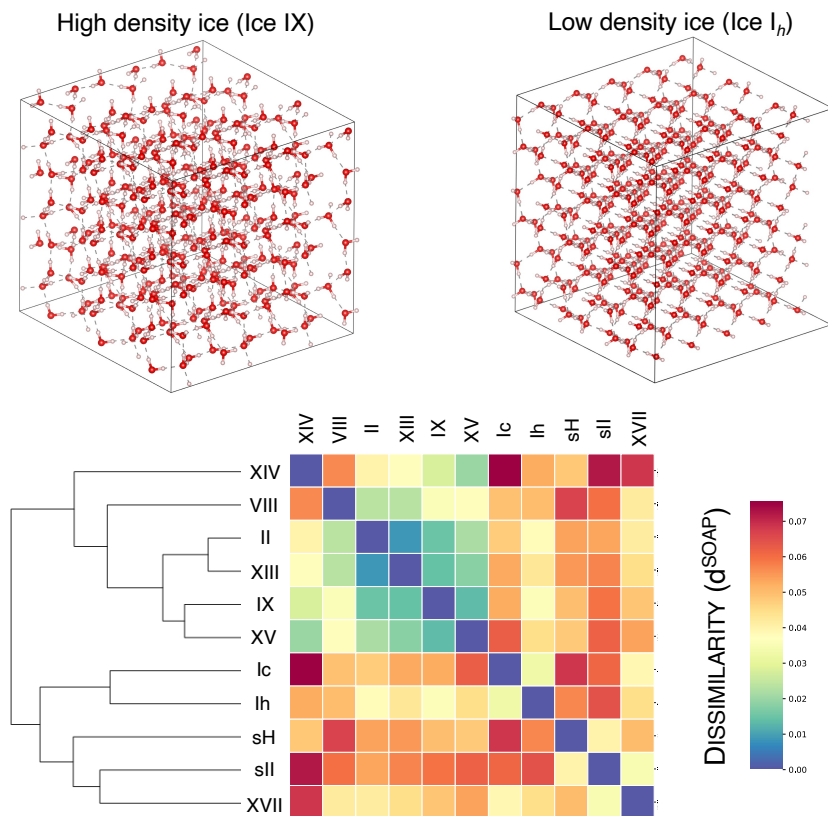 High density ice (Ice IX)
Low density ice (Ice Ih)
XIV VIII II XIII IX XV Ic Ih sH sII XVII
XIV
VIII
II
XIII
IX
XV
Ic
Ih
sH
sII
XVII
0.07
0.06
0.05
0.04
0.03
0.02
0.01
0.00
DISSIMILARITY (dSOAP)